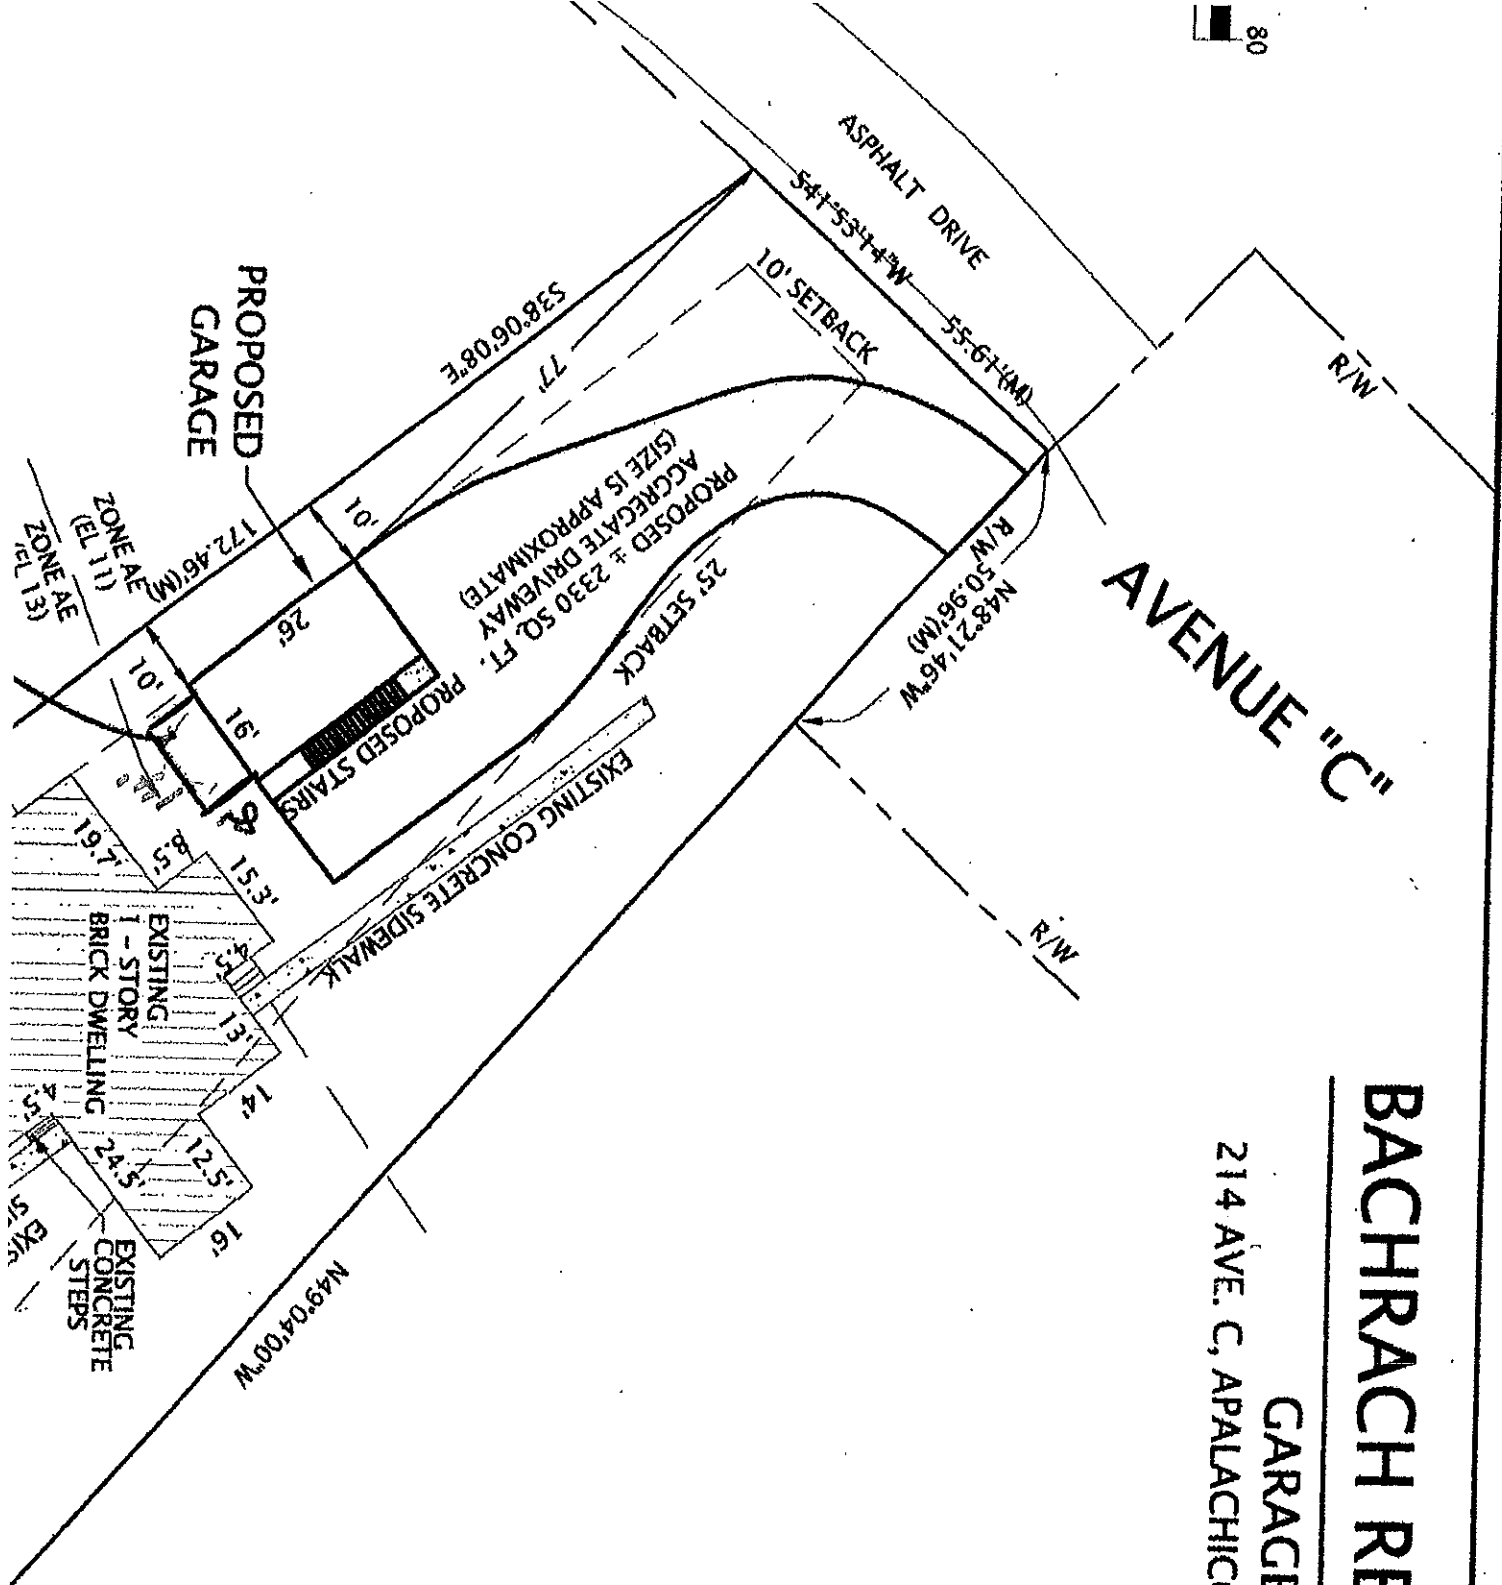 BACHRACH RE
GARAGE
214 AVE. C, APALACHIC
80
ASPHALT DRIVE
R/W
AVENUE "C"
S41°53'14"W
55.61'(M)
10' SETBACK
R/W 50.96'(M)
N48°21'46"W
R/W
S38°06'08"E
172.46'(M)
77'
PROPOSED ± 2330 SQ. FT.
AGGREGATE DRIVEWAY
(SIZE IS APPROXIMATE)
25' SETBACK
PROPOSED
GARAGE
10'
26'
10'
16'
PROPOSED STAIRS
EXISTING CONCRETE SIDEWALK
ZONE AE
(EL 11)
ZONE AE
(EL 13)
19.7'
8.5'
15.3'
4.5'
13'
14'
12.5'
16'
24.5'
4.5'
EXISTING
1 - STORY
BRICK DWELLING
EXISTING
CONCRETE
STEPS
N49°04'00"W